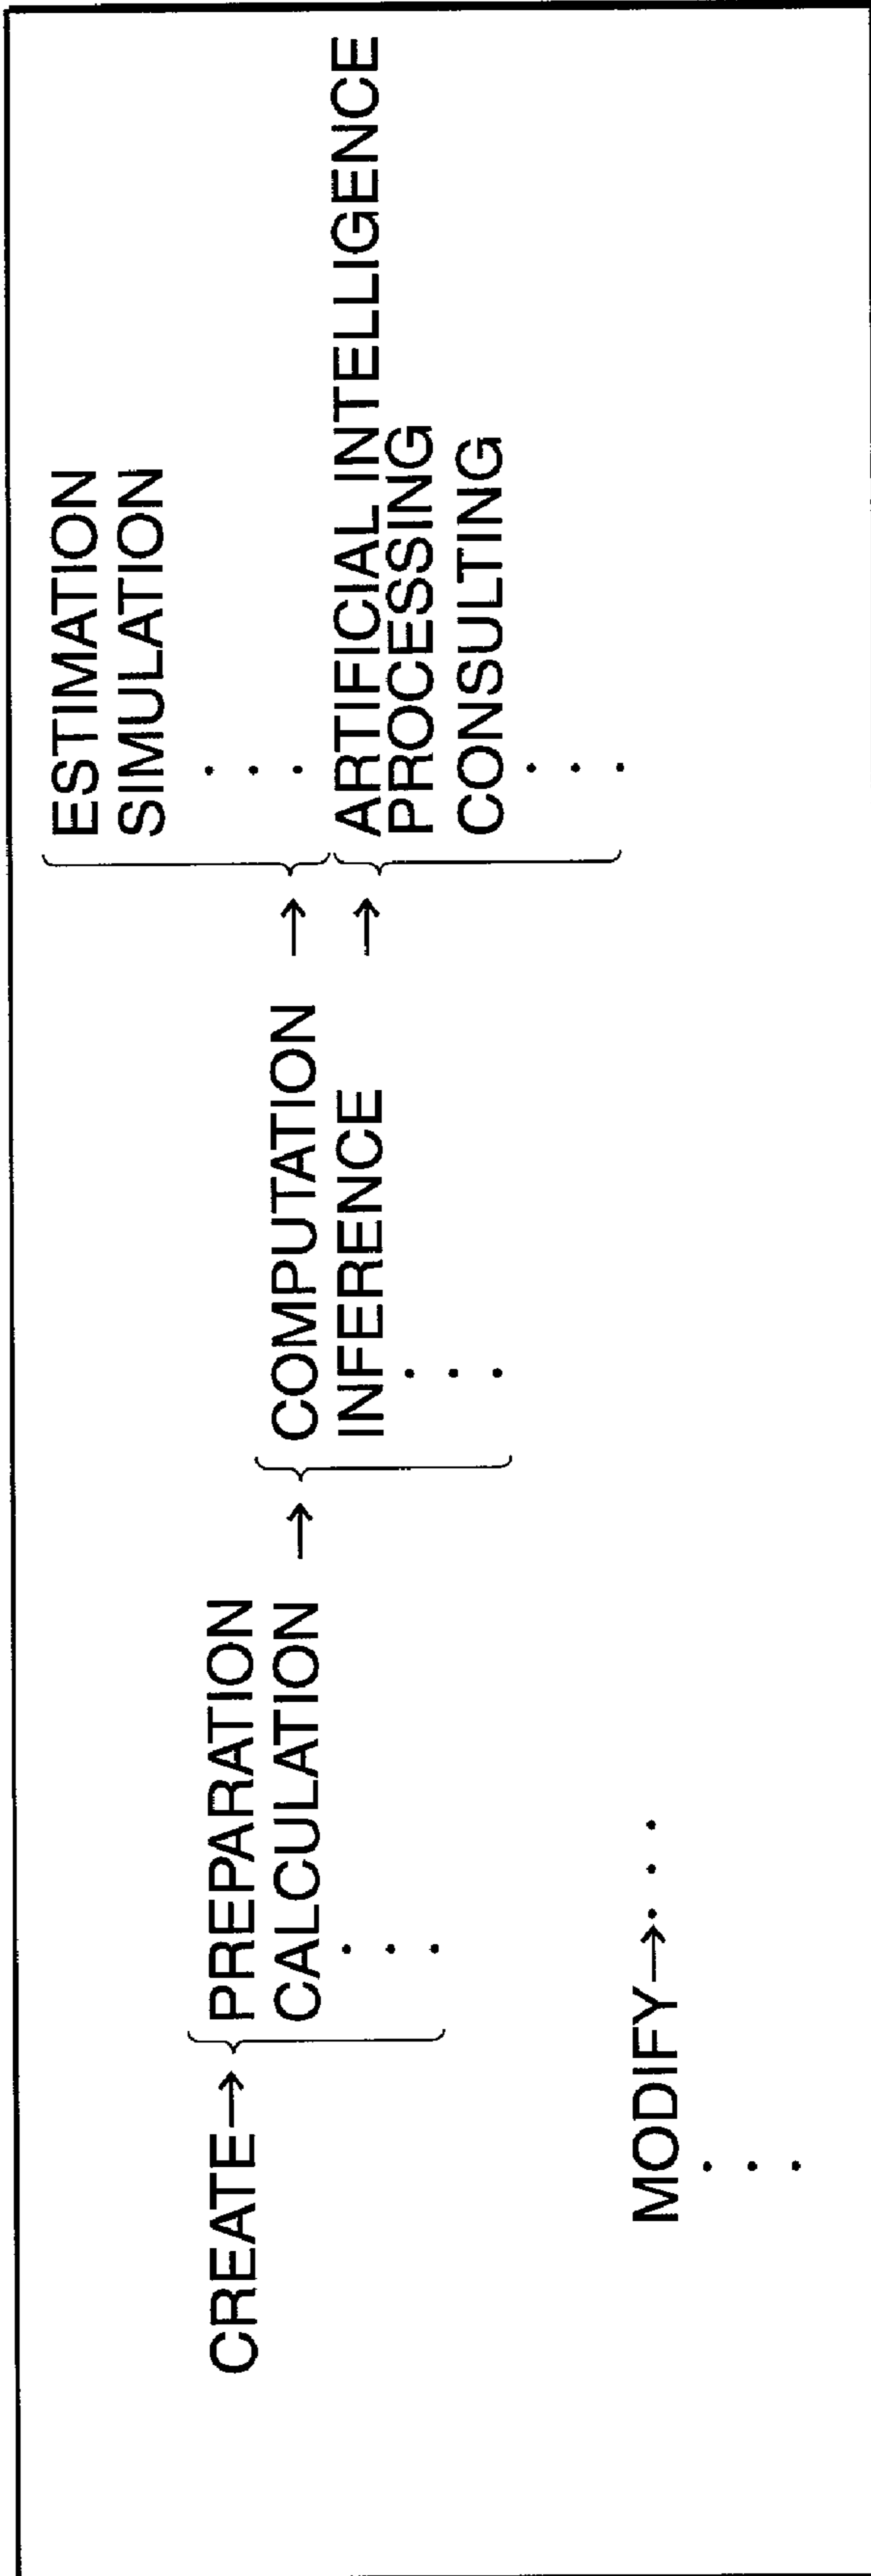 CREATE→
PREPARATION
CALCULATION
→
COMPUTATION
INFERENCE
→
ESTIMATION
SIMULATION
→
ARTIFICIAL INTELLIGENCE
PROCESSING
CONSULTING
MODIFY→